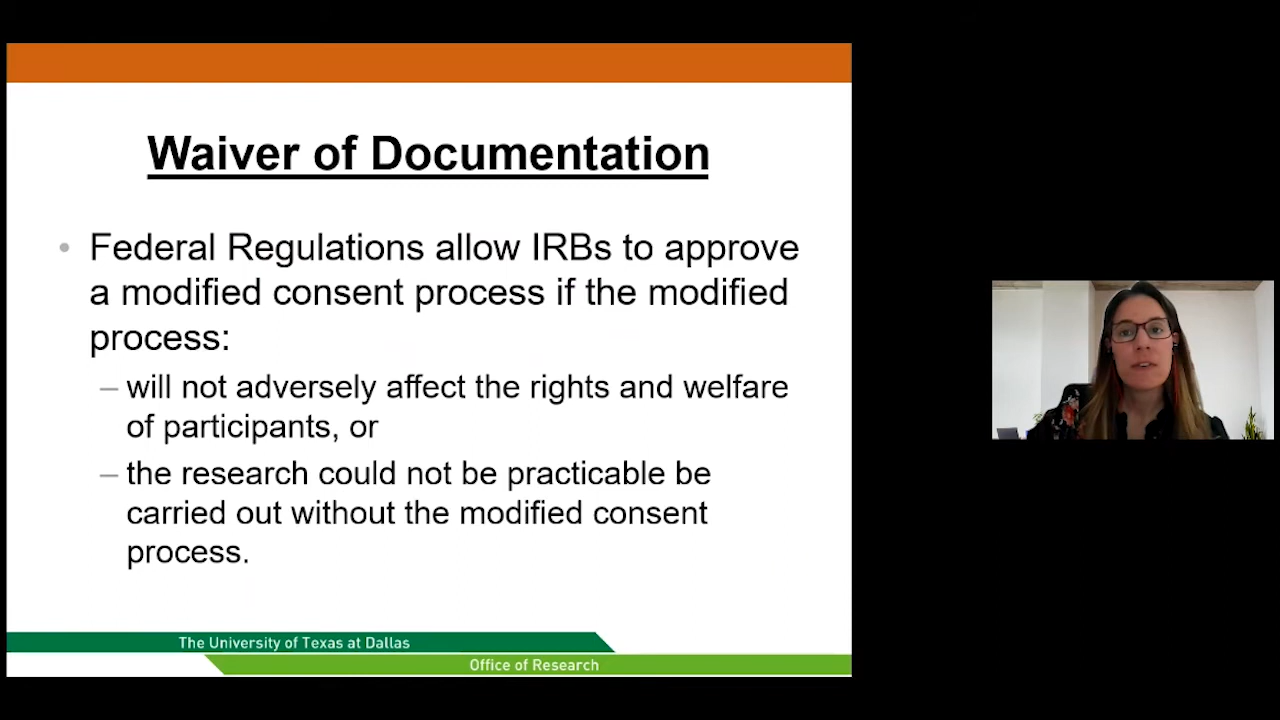 Waiver of Documentation
• Federal Regulations allow IRBs to approve
a modified consent process if the modified
process:
– will not adversely affect the rights and welfare
of participants, or
– the research could not be practicable be
carried out without the modified consent
process.
The University of Texas at Dallas
Office of Research